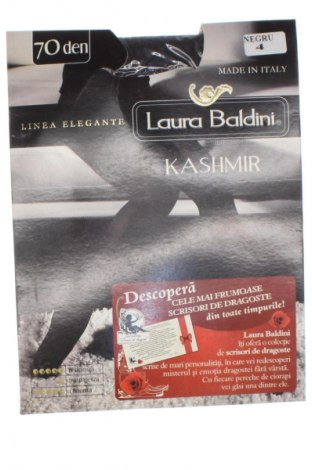 70 den
NEGRU
4
MADE IN ITALY
LINEA ELEGANTE
Laura Baldini
KASHMIR
Descoperă
CELE MAI FRUMOASE
SCRISORI DE DRAGOSTE
din toate timpurile!
Laura Baldini
îți oferă o colecție
de scrisori de dragoste
scrise de mari personalități, în care vei redescoperi
misterul și emoția dragostei fără vârstă.
Cu fiecare pereche de ciorapi
vei găsi una dintre ele.